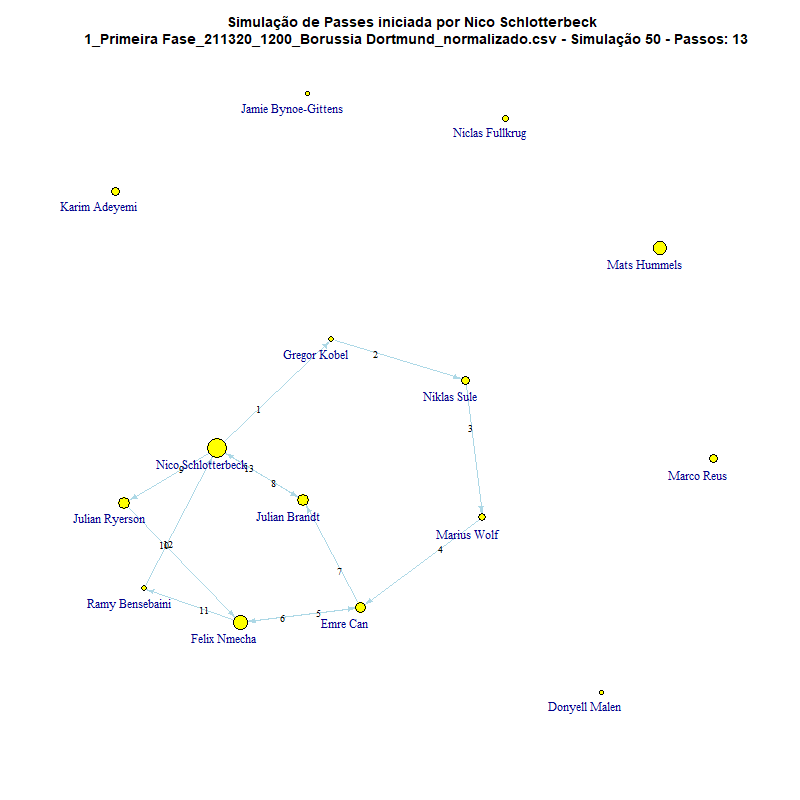 Simulação de Passes iniciada por Nico Schlotterbeck
1_Primeira Fase_211320_1200_Borussia Dortmund_normalizado.csv - Simulação 50 - Passos: 13
Jamie Bynoe-Gittens
Niclas Fullkrug
Karim Adeyemi
Mats Hummels
Gregor Kobel
2
Niklas Sule
1
3
Nico Schlotterbeck
9
13
8
Marco Reus
Julian Ryerson
Julian Brandt
Marius Wolf
10
12
4
7
Ramy Bensebaini
11
5
6
Emre Can
Felix Nmecha
Donyell Malen